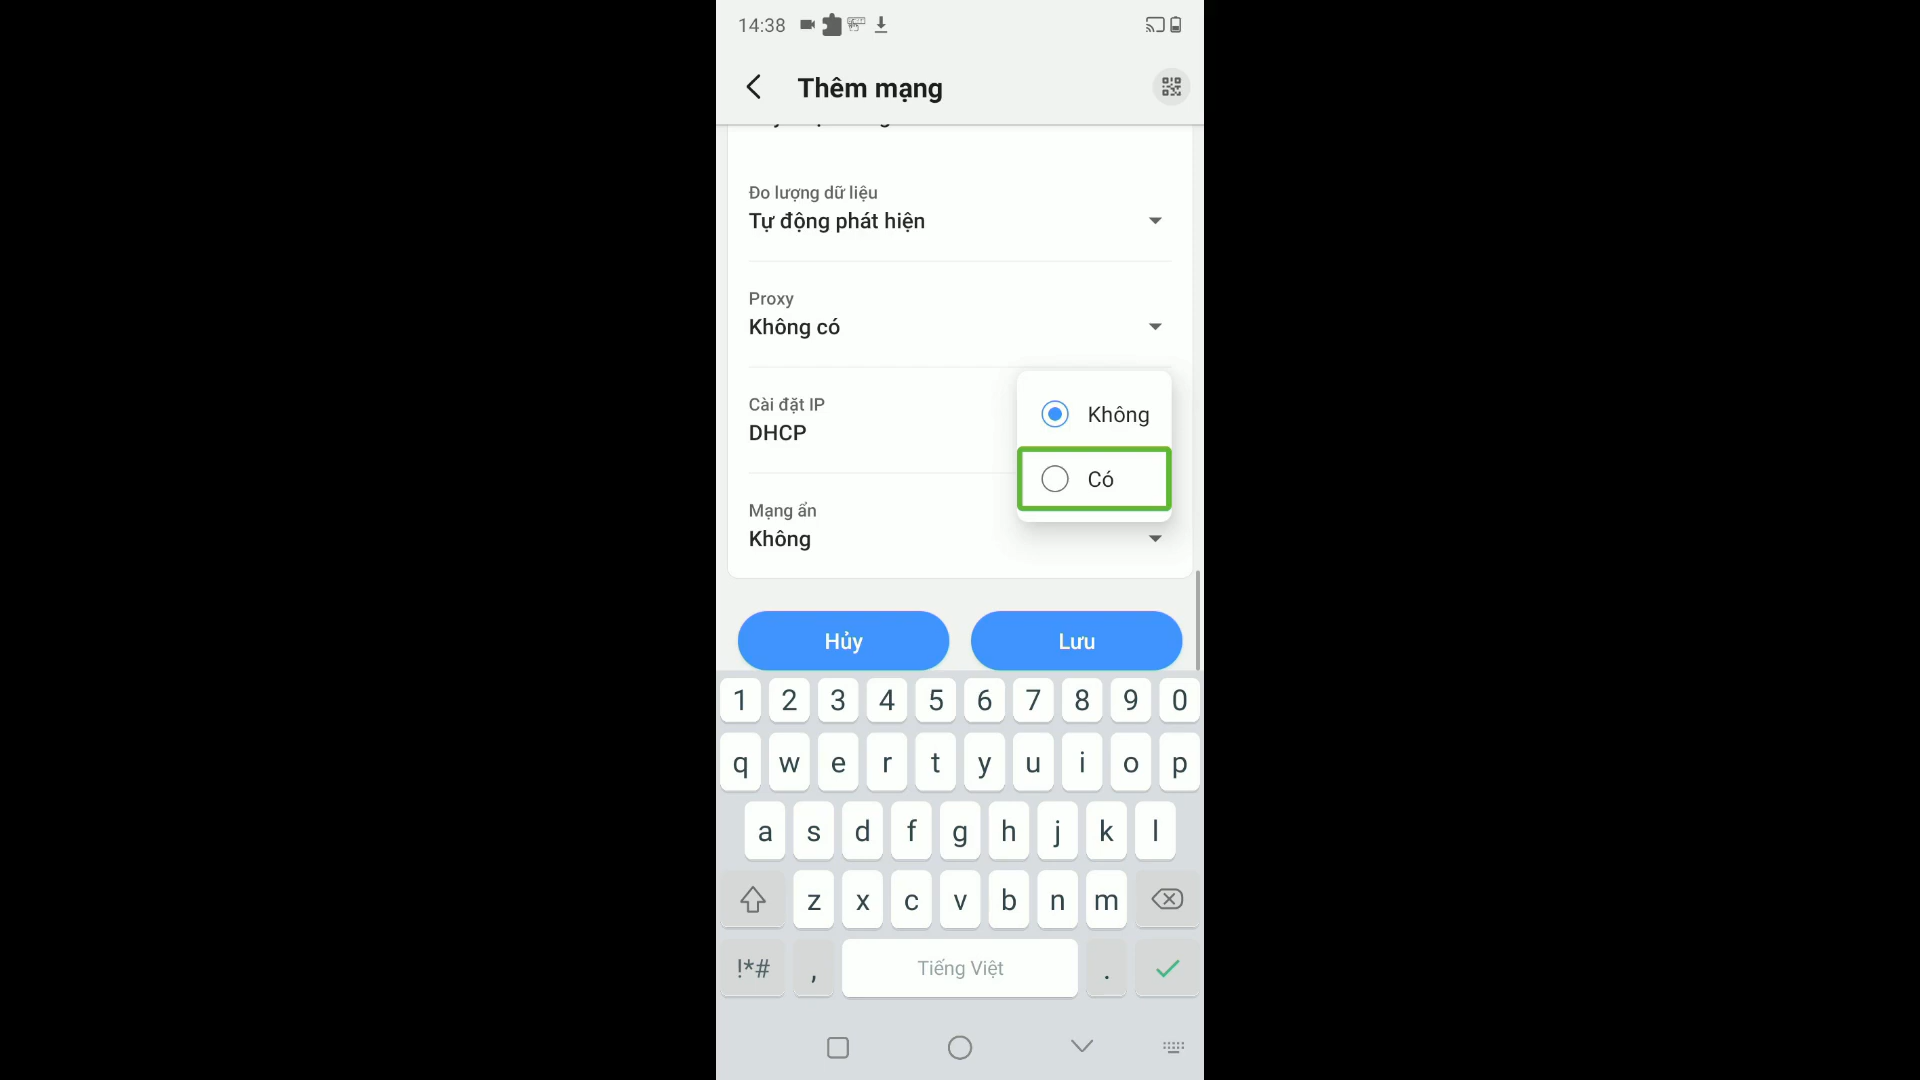 14:38
Thêm mạng
Đo lượng dữ liệu
Tự động phát hiện
Proxy
Không có
Cài đặt IP
DHCP
Không
Có
Mạng ẩn
Không
Hủy Lưu
1 2 3 4 5 6 7 8 9 0
q w e r t y u i o p
a s d f g h j k l
z x c v b n m
!*# , Tiếng Việt .